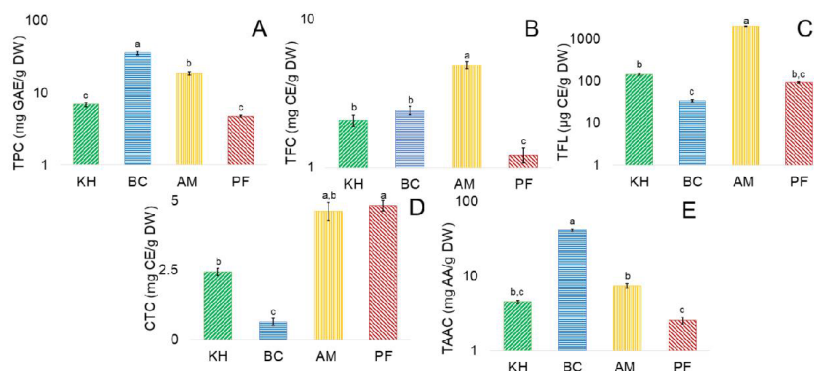 A
TPC (mg GAE/g DW)
100
10
1
c
a
b
c
KH BC AM PF
B
TFC (mg CE/g DW)
10
1
b
b
a
c
KH BC AM PF
C
TFL (µg CE/g DW)
1000
100
10
1
b
c
a
b,c
KH BC AM PF
D
CTC (mg CE/g DW)
5
2.5
0
b
c
a,b
a
KH BC AM PF
E
TAAC (mg AA/g DW)
100
10
1
b,c
a
b
c
KH BC AM PF